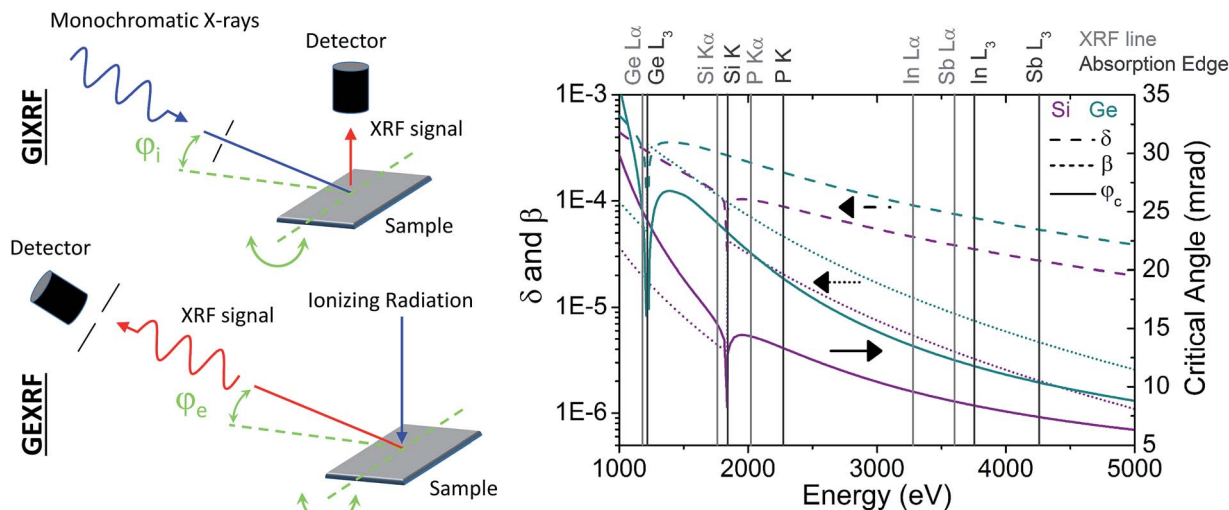 Monochromatic X-rays
Detector
GIXRF
XRF signal
φi
Sample
Detector
Ionizing Radiation
XRF signal
GEXRF
φe
Sample
Ge Lα
Ge L3
Si Kα
Si K
P Kα
P K
In Lα
Sb Lα
In L3
Sb L3
XRF line
Absorption Edge
1E-3
1E-4
1E-5
1E-6
δ and β
Si Ge
δ
β
φc
35
30
25
20
15
10
5
Critical Angle (mrad)
1000 2000 3000 4000 5000
Energy (eV)